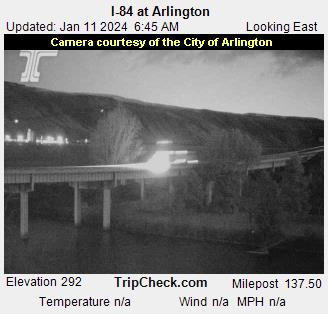 I-84 at Arlington
Updated: Jan 11 2024 6:45 AM Looking East
Camera courtesy of the City of Arlington
Elevation 292 TripCheck.com Milepost 137.50
Temperature n/a Wind n/a MPH n/a